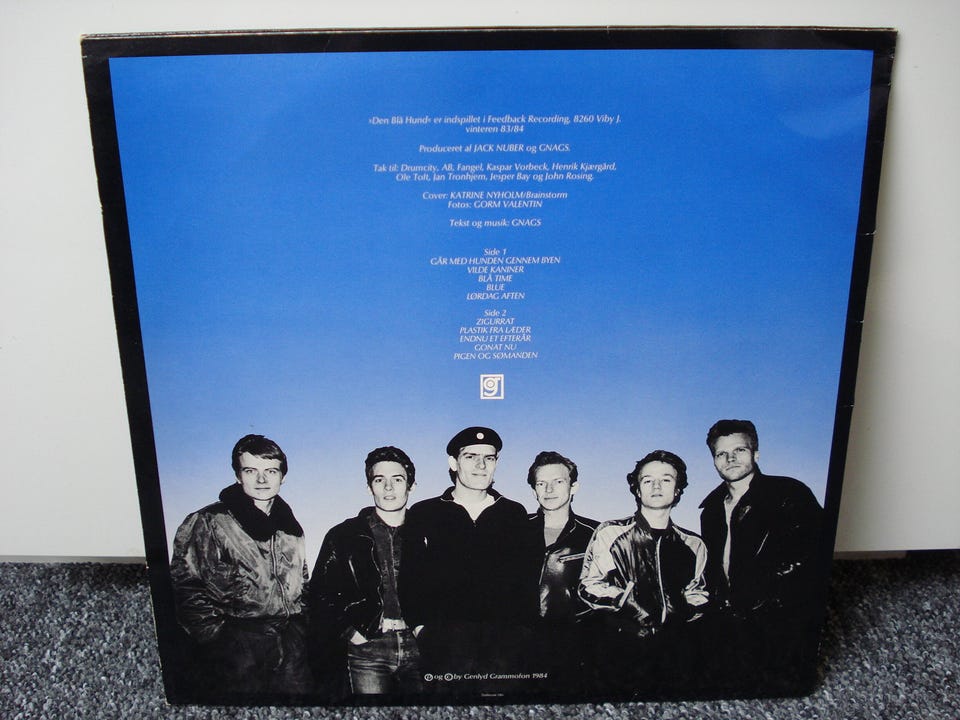 »Den Blå Hund« er indspillet i Feedback Recording, 8260 Viby J.
vinteren 83/84
Produceret af JACK NUBER og GNAGS.
Tak til: Drumcity, AB, Fangel, Kaspar Vorbeck, Henrik Kjærgård,
Ole Tolt, Jan Tronhjem, Jesper Bay og John Rosing.
Cover: KATRINE NYHOLM/Brainstorm
Fotos: GORM VALENTIN
Tekst og musik: GNAGS
Side 1
GÅR MED HUNDEN GENNEM BYEN
VILDE KANINER
BLÅ TIME
BLUE
LØRDAG AFTEN
Side 2
ZIGURRAT
PLASTIK FRA LÆDER
ENDNU ET EFTERÅR
GONAT NU
PIGEN OG SØMANDEN
g
℗ og © by Genlyd Grammofon 1984